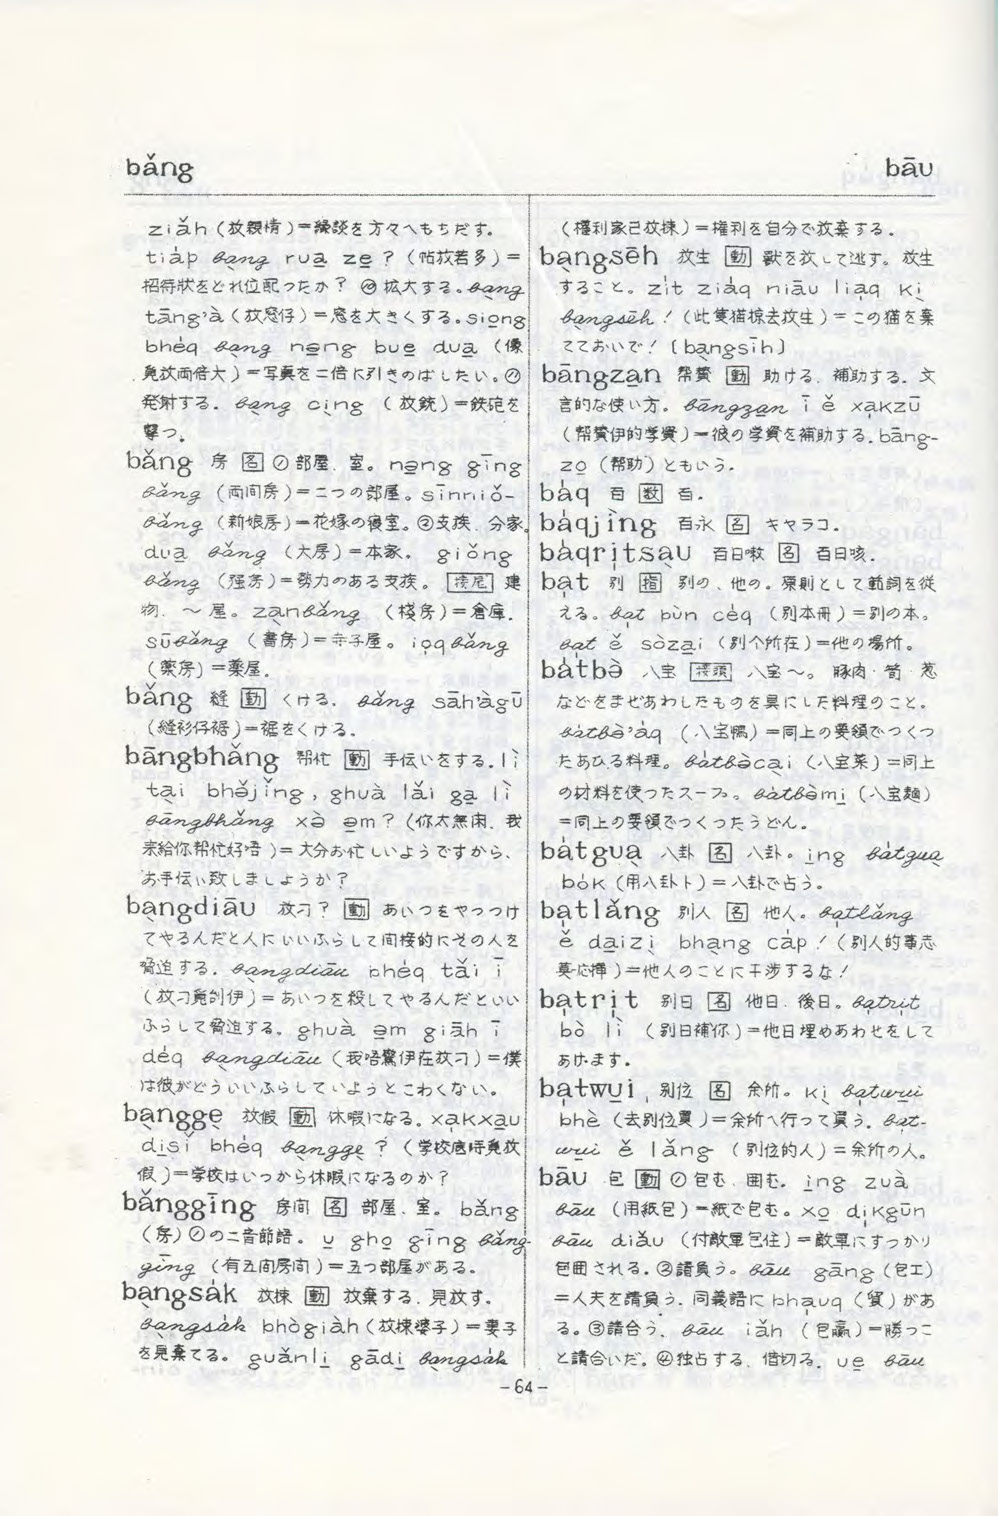 bǎng
bāu
ziǎh (放親情)=縁談を方々へもちだす。
tiap bang rua ze ? (帖放若多)=
招待状をどれ位配ったか? 拡大する。bang
tāng'à (放窓仔)=窓を大きくする。siong
bhéq bang nəng bue dua (像
放両倍大)=写真を二倍に引きのばしたい。
発射する。bang cing (放銃)=鉄砲を
撃つ。
bǎng 房 [名] ①部屋. 室。nəng gīng
bǎng (両間房)=二つの部屋。sīnniǒ-
bǎng (新娘房)=花嫁の寝室。②支族. 分家。
dua bǎng (大房)=本家。giǒng
bǎng (强房)=勢力のある支族。[接尾] 建
物. ～屋。zanbǎng (棧房)=倉庫.
sūbǎng (書房)=寺子屋。ioqbǎng
(薬房)=薬屋.
bǎng 縫 [動] くける. bǎng sāh'àgū
(縫衫仔裾)=裾をくける.
bāngbhǎng 幇忙 [動] 手伝いをする. lì
tai bhəjǐng, ghuà lǎi ga lì
bāngbhǎng xə̀ əm ? (你太無閑. 我
来給你幇忙好唔)=大分お忙しいようですから、
お手伝い致しましょうか?
bangdiāu 放刁? [動] あいつをやっつけ
てやるんだと人にいいふらして間接的にその人を
脅迫する. bangdiāu bhéq tǎi ī
(放刁 刣伊)=あいつを殺してやるんだといい
ふらして脅迫する。ghuà əm giāh ī
déq bangdiāu (我唔驚伊在放刁)=僕
は彼がどういいふらしていようとこわくない。
bangge 放假 [動] 休暇になる. xakxau
disǐ bhéq bangge ? (学校底時 放
假)=学校はいつから休暇になるのか?
bǎnggīng 房間 [名] 部屋. 室. bǎng
(房)①の二音節語. u gho gīng bǎng-
gīng (有五間房間)=五つ部屋がある.
bangsak 放棟 [動] 放棄する. 見放す.
bangsak bhògiàh (放棟婆子)=妻子
を見棄てる。guǎnli gādi bangsak
(權利家己放棟)=権利を自分で放棄する.
bangsēh 放生 [動] 獣を放して逃す。放生
すること。zit ziáq niāu liaq ki
bangsēh ! (此隻猫掠去放生)=この猫を棄
てておいで! [bangsīh]
bāngzan 幇賛 [動] 助ける. 補助する. 文
言的な使い方。bāngzan ī ě xakzū
(幇賛伊的学費)=彼の学資を補助する. bāng-
zo (幇助)ともいう。
báq 百 [数] 百.
báqjìng 百永 [名] キャラコ.
báqritsau 百日嗽 [名] 百日咳.
bat 別 [指] 別の、他の。原則として動詞を従
える。bat bùn céq (別本冊)=別の本。
bat ě sòzai (別个所在)=他の場所。
bátbə̀ 八宝 [接頭] 八宝～。豚肉・筍・葱
などをまぜあわしたものを具にした料理のこと。
bátbə̀'áq (八宝鴨)=同上の要領でつくっ
たあひる料理。bátbə̀cai (八宝菜)=同上
の材料を使ったスープ。bátbə̀mi (八宝麺)
=同上の要領でつくったうどん。
bátgua 八卦 [名] 八卦。ing bátgua
bók (用八卦卜)=八卦で占う。
batlǎng 別人 [名] 他人。batlǎng
ě daizi bhang cáp ! (別人的事志
莫応揷)=他人のことに干渉するな!
batrit 別日 [名] 他日. 後日。batrit
bò lì (別日補你)=他日埋めあわせをして
あげます.
batwui 別位 [名] 余所。ki batwui
bhè (去別位買)=余所へ行って買う. bat-
wui ě lǎng (別位的人)=余所の人。
bāu 包 [動] ①包む. 囲む。ing zuà
bāu (用紙包)=紙で包む。xo dikgūn
bāu diǎu (付敵軍包住)=敵軍にすっかり
包囲される. ②請負う。bāu gāng (包工)
=人夫を請負う. 同義語に bhauq (貿)があ
る。③請合う. bāu iǎh (包贏)=勝つこ
と請合いだ。④独占する. 借切る. ue bāu
-64-